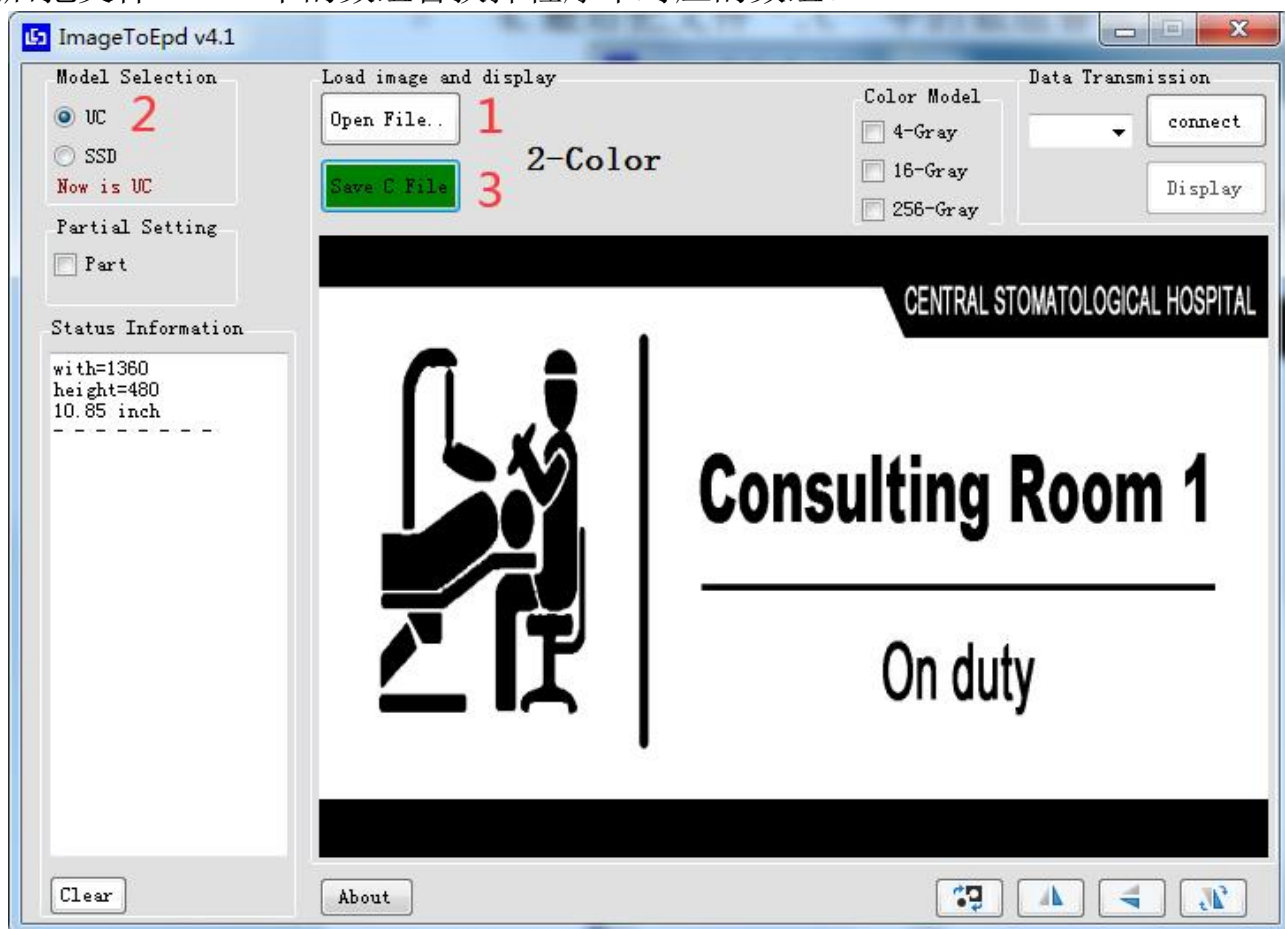 ImageToEpd v4.1
Model Selection
UC 2
SSD
Now is UC
Partial Setting
Part
Status Information
with=1360
height=480
10.85 inch
- - - - - - - -
Clear
Load image and display
Open File.. 1
Save C File 3
2-Color
Color Model
4-Gray
16-Gray
256-Gray
Data Transmission
connect
Display
CENTRAL STOMATOLOGICAL HOSPITAL
Consulting Room 1
On duty
About